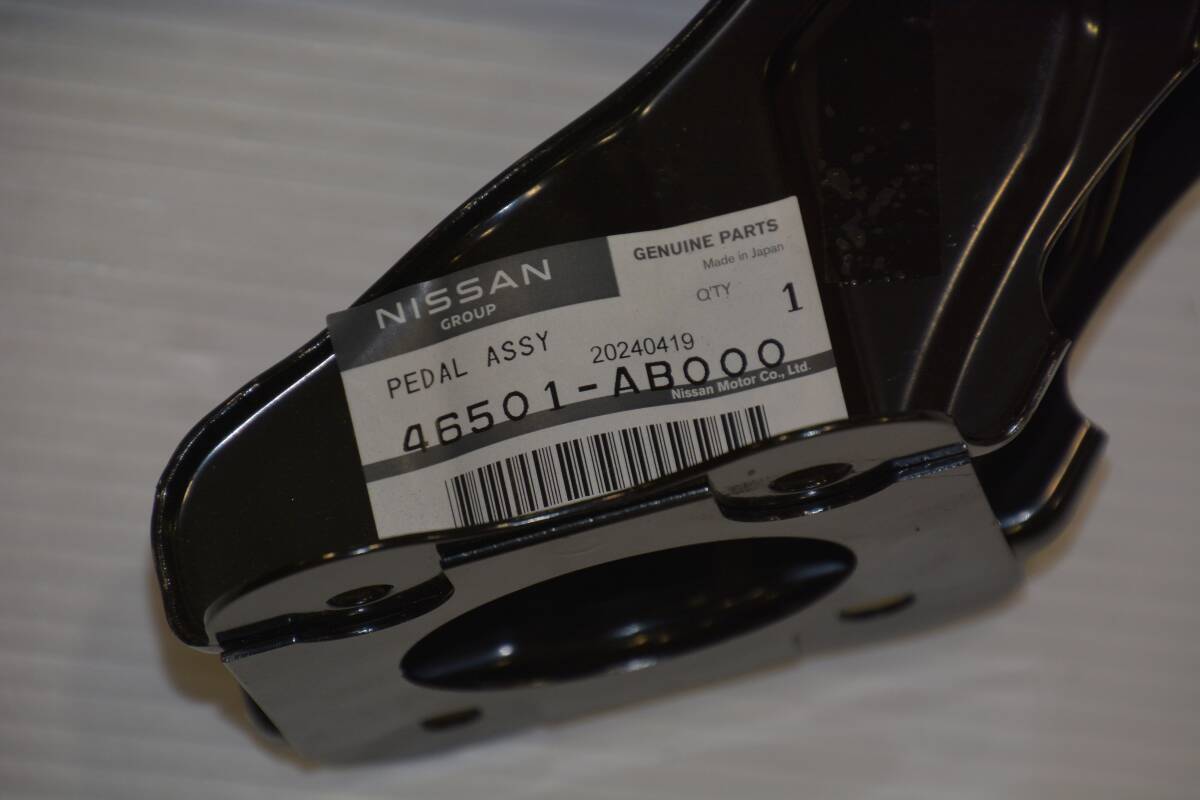 NISSAN
GROUP
GENUINE PARTS
Made in Japan
Q'TY 1
PEDAL ASSY
20240419
46501-AB000
Nissan Motor Co., Ltd.